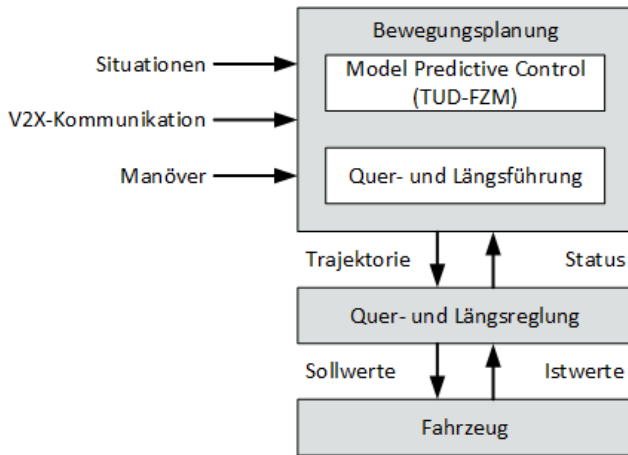 Bewegungsplanung
Situationen
Model Predictive Control
(TUD-FZM)
V2X-Kommunikation
Manöver
Quer- und Längsführung
Trajektorie
Status
Quer- und Längsreglung
Sollwerte
Istwerte
Fahrzeug